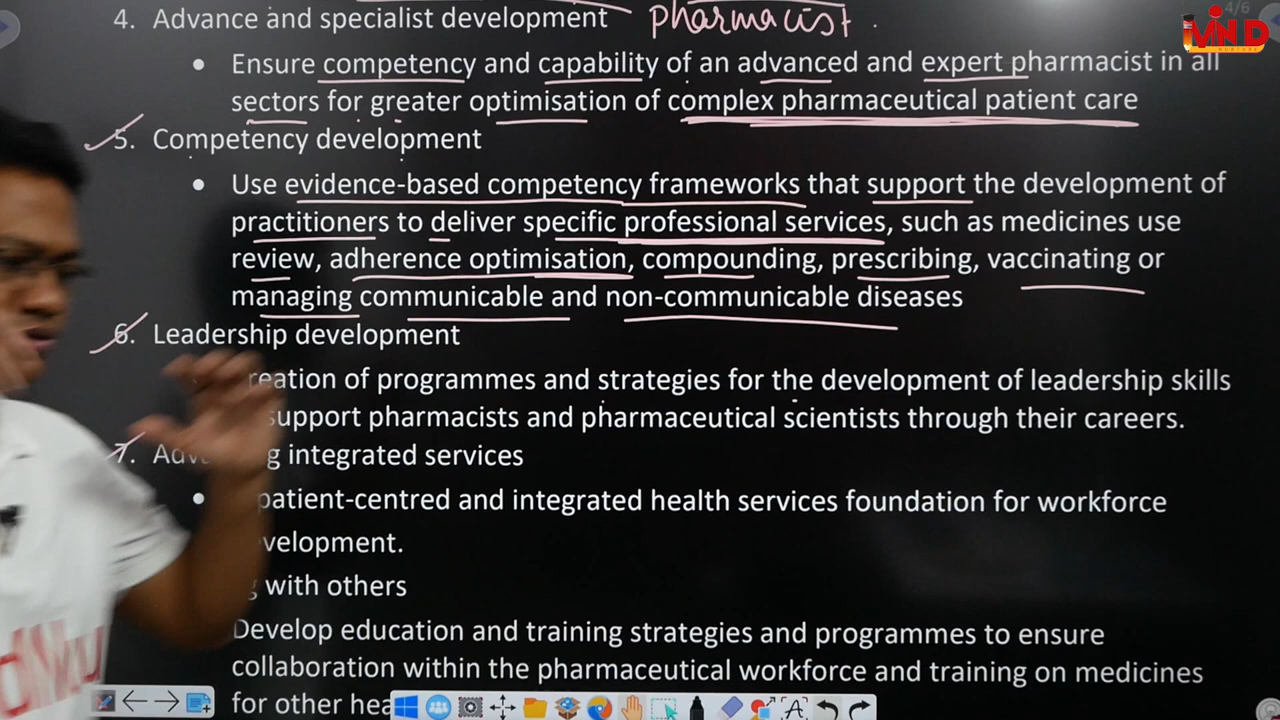 4. Advance and specialist development pharmacist.
4/6
MIND
• Ensure competency and capability of an advanced and expert pharmacist in all
sectors for greater optimisation of complex pharmaceutical patient care
5. Competency development
• Use evidence-based competency frameworks that support the development of
practitioners to deliver specific professional services, such as medicines use
review, adherence optimisation, compounding, prescribing, vaccinating or
managing communicable and non-communicable diseases
6. Leadership development
reation of programmes and strategies for the development of leadership skills
support pharmacists and pharmaceutical scientists through their careers.
7. Adv g integrated services
• patient-centred and integrated health services foundation for workforce
velopment.
with others
Develop education and training strategies and programmes to ensure
collaboration within the pharmaceutical workforce and training on medicines
for other hea